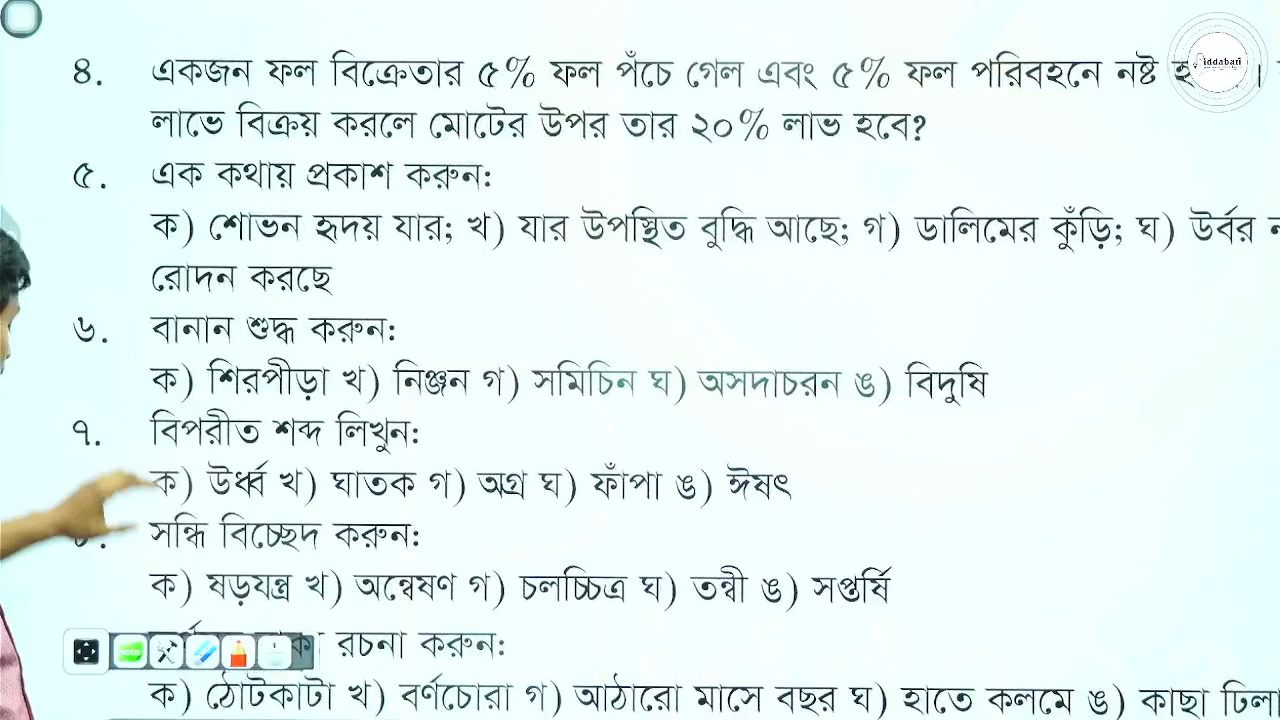 ৪. একজন ফল বিক্রেতার ৫% ফল পঁচে গেল এবং ৫% ফল পরিবহনে নষ্ট
লাভে বিক্রয় করলে মোটের উপর তার ২০% লাভ হবে?
৫. এক কথায় প্রকাশ করুন:
ক) শোভন হৃদয় যার; খ) যার উপস্থিত বুদ্ধি আছে; গ) ডালিমের কুঁড়ি; ঘ) উর্বর
রোদন করছে
৬. বানান শুদ্ধ করুন:
ক) শিরপীড়া খ) নিঞ্জন গ) সমিচিন ঘ) অসদাচরন ঙ) বিদুষি
৭. বিপরীত শব্দ লিখুন:
ক) উর্ধ্ব খ) ঘাতক গ) অগ্র ঘ) ফাঁপা ঙ) ঈষৎ
সন্ধি বিচ্ছেদ করুন:
ক) ষড়যন্ত্র খ) অন্বেষণ গ) চলচ্চিত্র ঘ) তন্বী ঙ) সপ্তর্ষি
রচনা করুন:
ক) ঠোটকাটা খ) বর্ণচোরা গ) আঠারো মাসে বছর ঘ) হাতে কলমে ঙ) কাছা ঢিলা
Biddabari